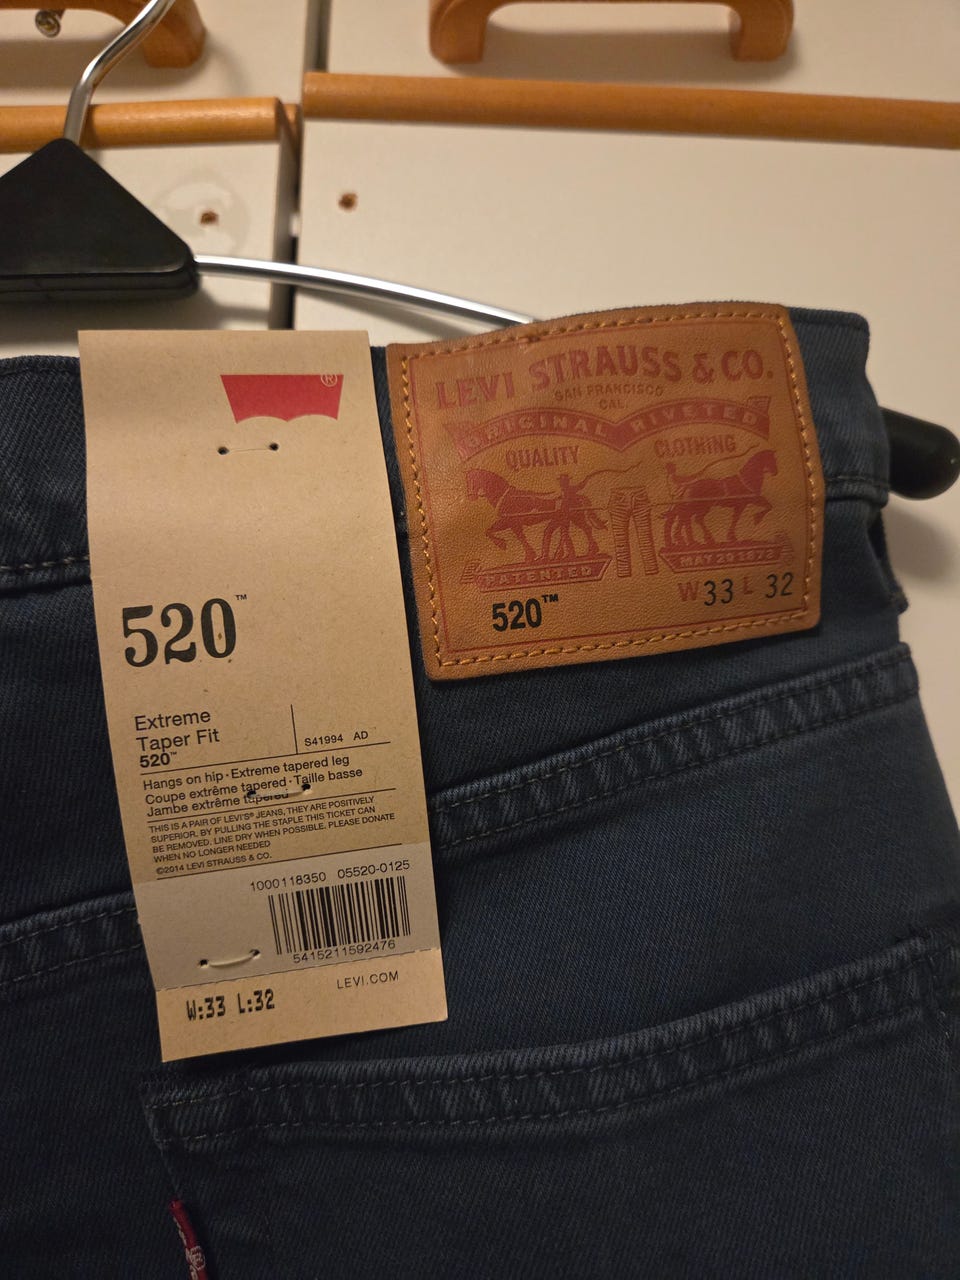 ®
520™
Extreme
Taper Fit
520™
S41994 AD
Hangs on hip · Extreme tapered leg
Coupe extrême tapered · Taille basse
Jambe extrême tapered
THIS IS A PAIR OF LEVI'S® JEANS, THEY ARE POSITIVELY
SUPERIOR. BY PULLING THE STAPLE THIS TICKET CAN
BE REMOVED. LINE DRY WHEN POSSIBLE. PLEASE DONATE
WHEN NO LONGER NEEDED
©2014 LEVI STRAUSS & CO.
1000118350 05520-0125
5415211592476
LEVI.COM
W:33 L:32
LEVI STRAUSS & CO.
SAN FRANCISCO
CAL
ORIGINAL RIVETED
QUALITY CLOTHING
PATENTED MAY 20 1873
520™ W 33 L 32